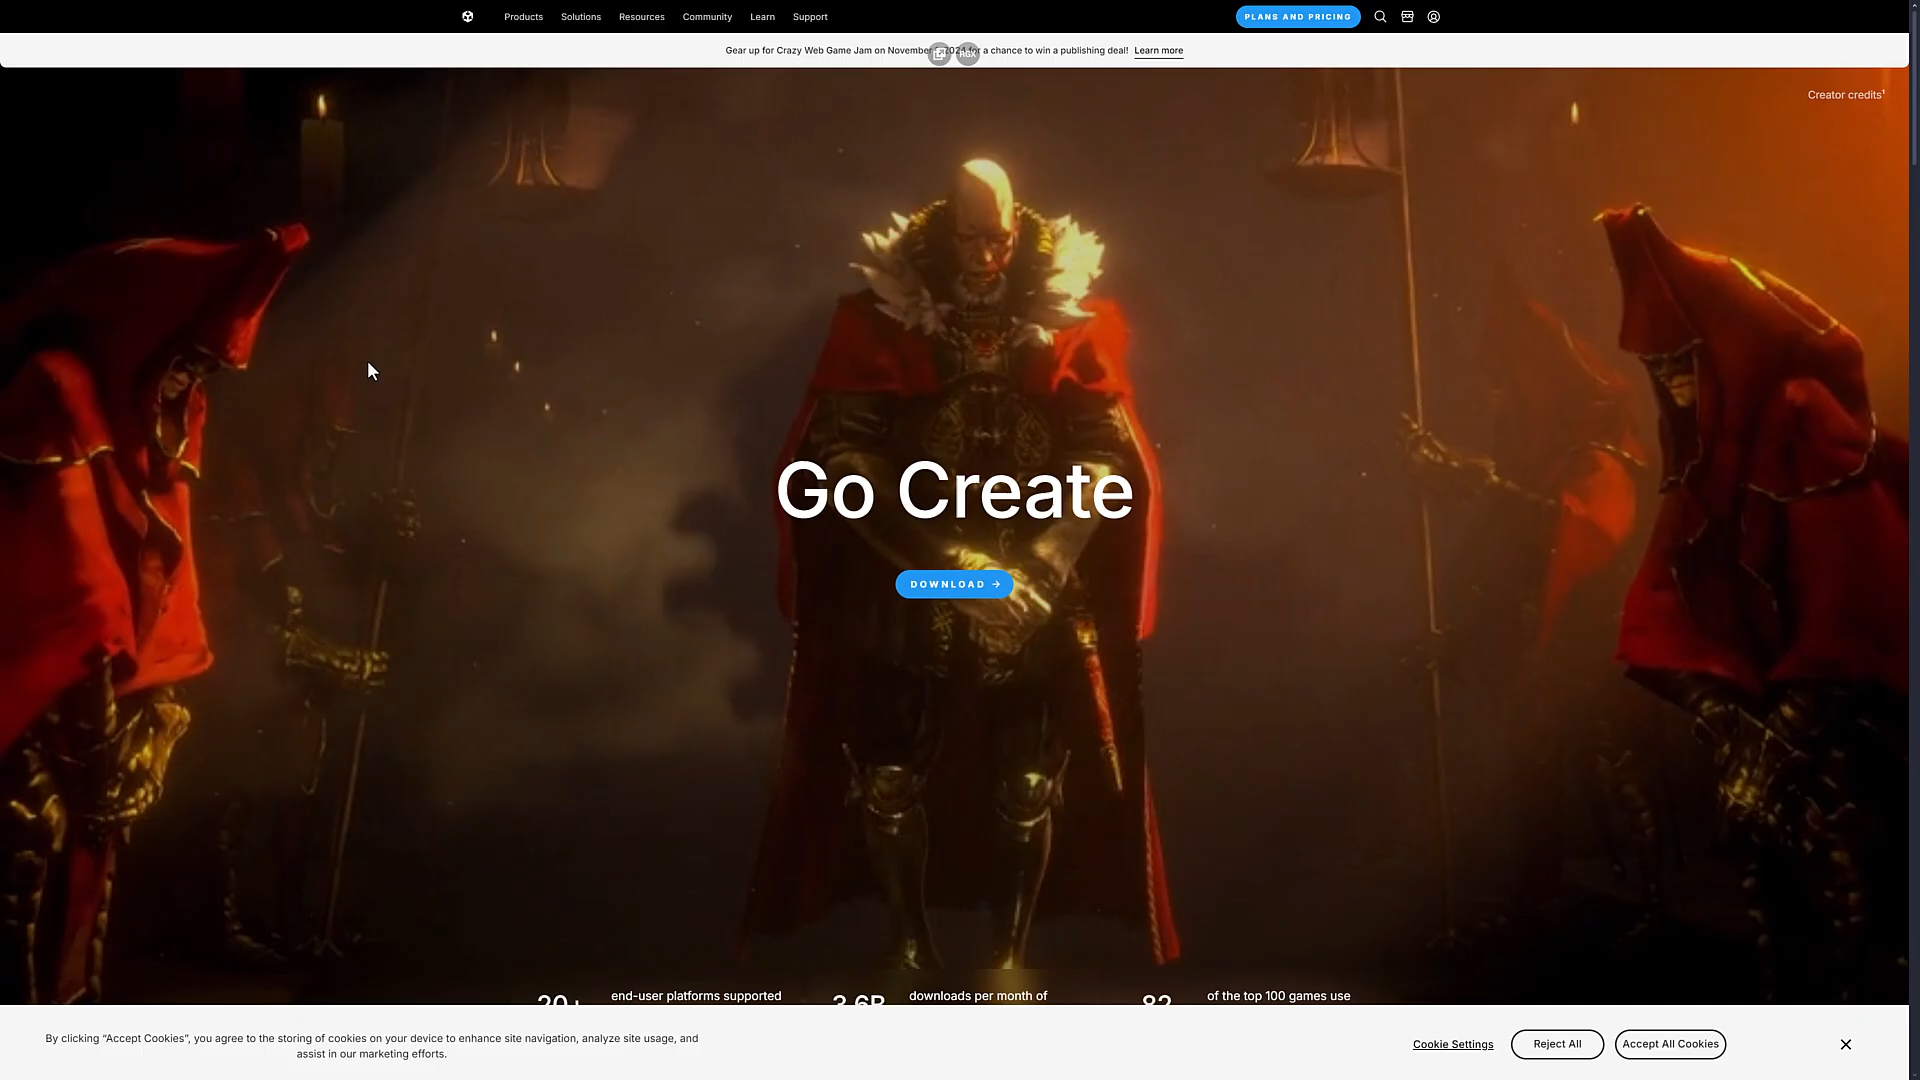 Products Solutions Resources Community Learn Support PLANS AND PRICING
Gear up for Crazy Web Game Jam on November 2024 for a chance to win a publishing deal! Learn more
Creator credits¹
Go Create
DOWNLOAD →
end-user platforms supported downloads per month of of the top 100 games use
By clicking “Accept Cookies”, you agree to the storing of cookies on your device to enhance site navigation, analyze site usage, and
assist in our marketing efforts.
Cookie Settings Reject All Accept All Cookies